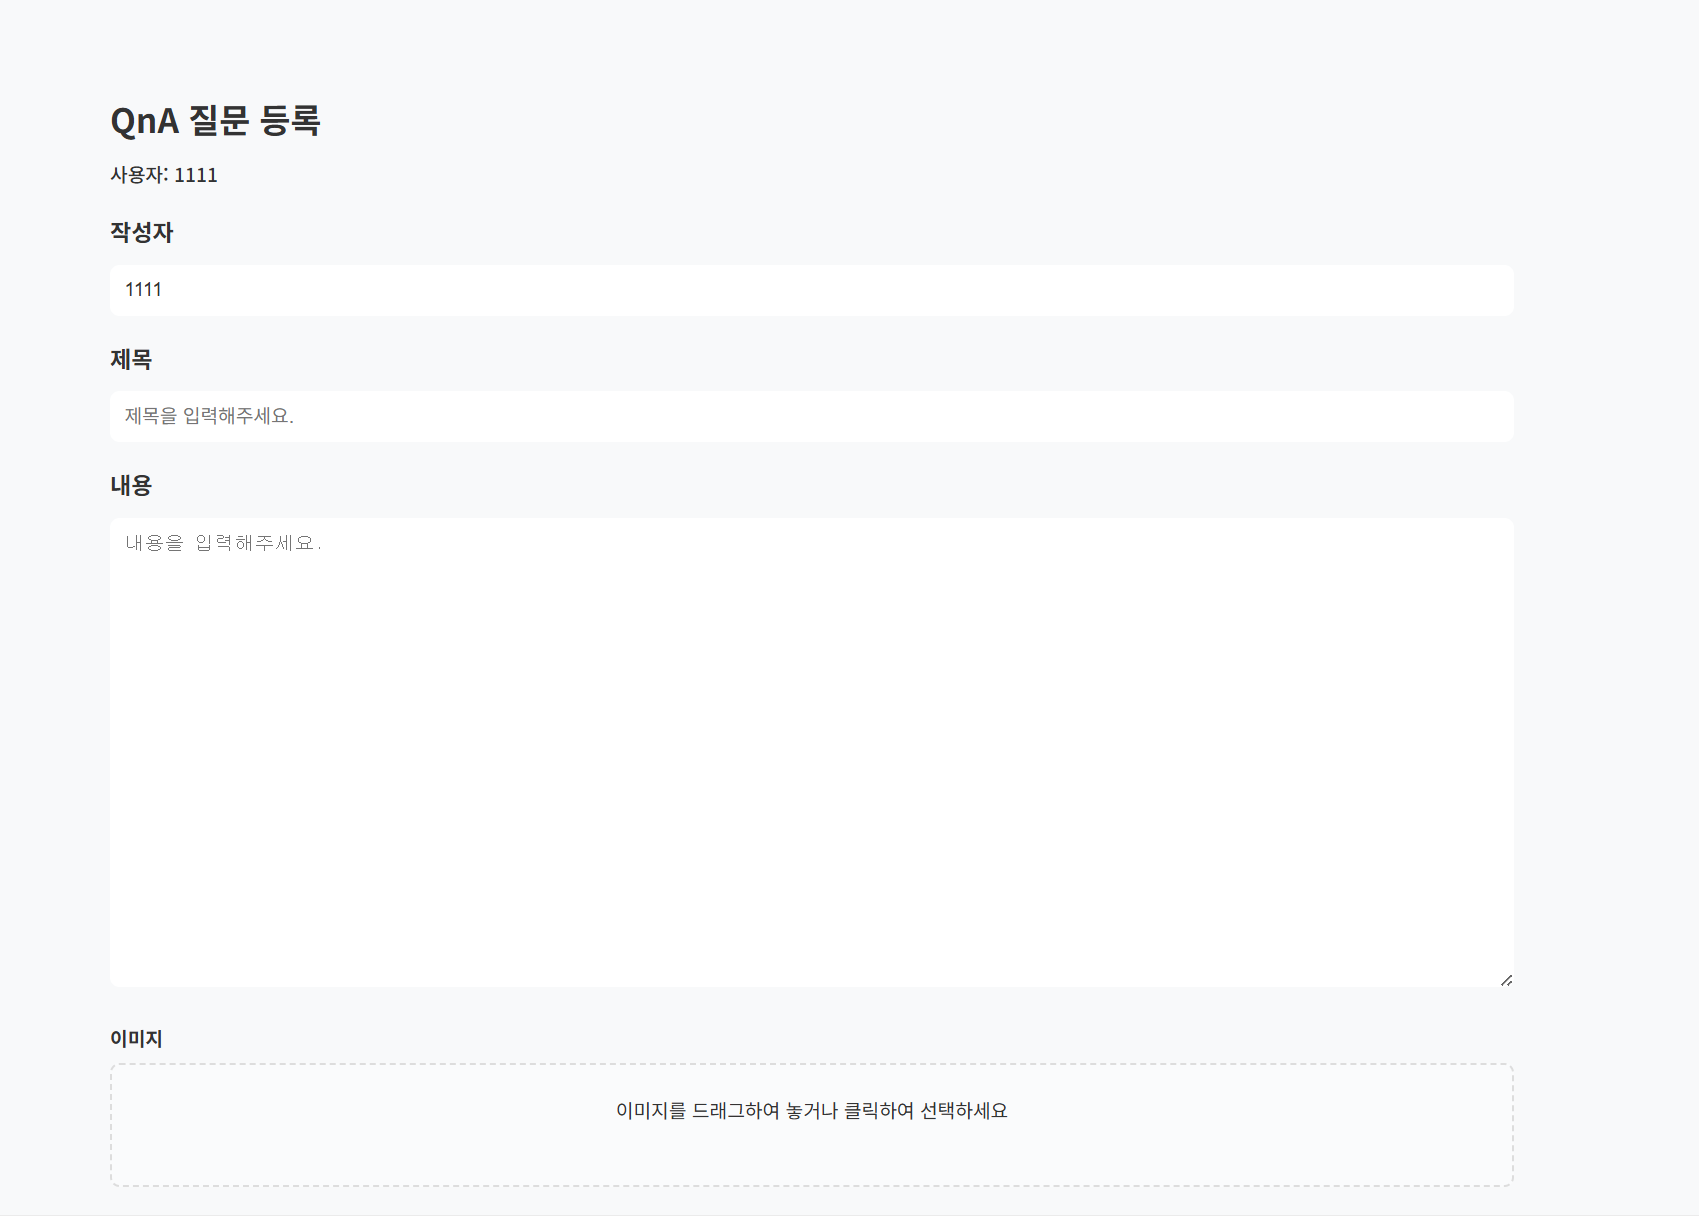 QnA 질문 등록
사용자: 1111
작성자
1111
제목
제목을 입력해주세요.
내용
내용을 입력해주세요.
이미지
이미지를 드래그하여 놓거나 클릭하여 선택하세요